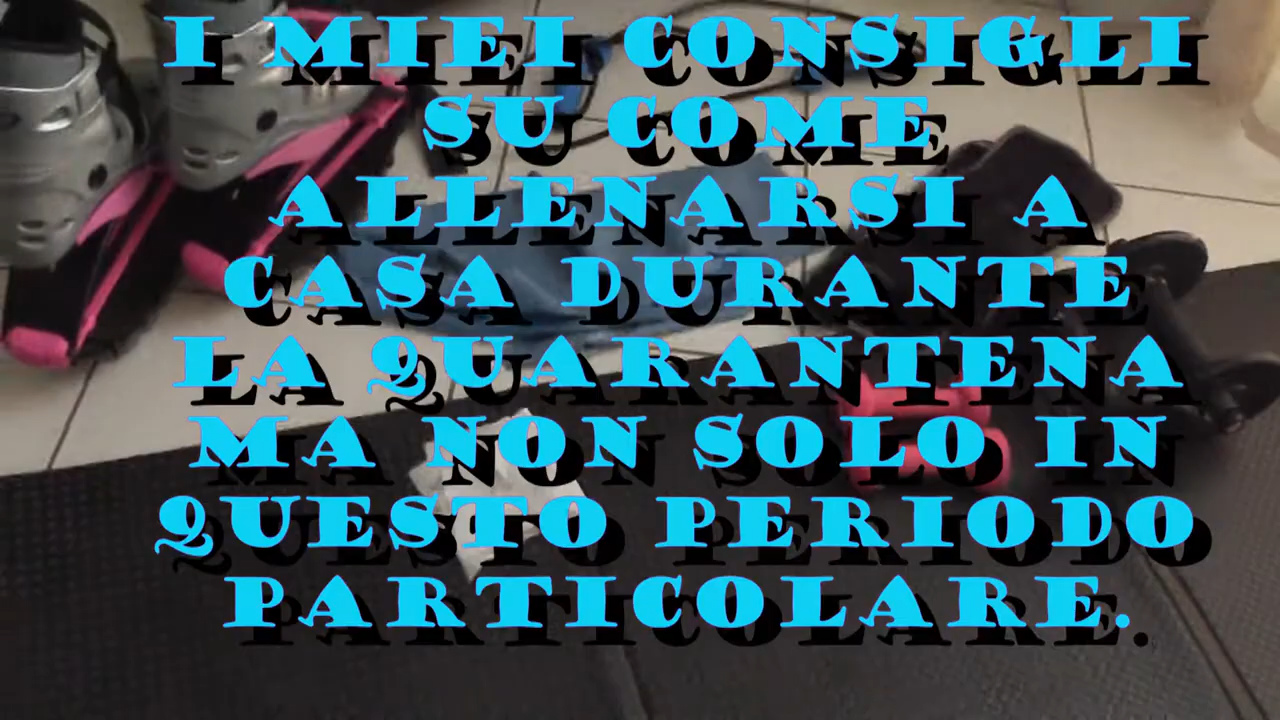 I MIEI CONSIGLI
SU COME
ALLENARSI A
CASA DURANTE
LA QUARANTENA
MA NON SOLO IN
QUESTO PERIODO
PARTICOLARE.